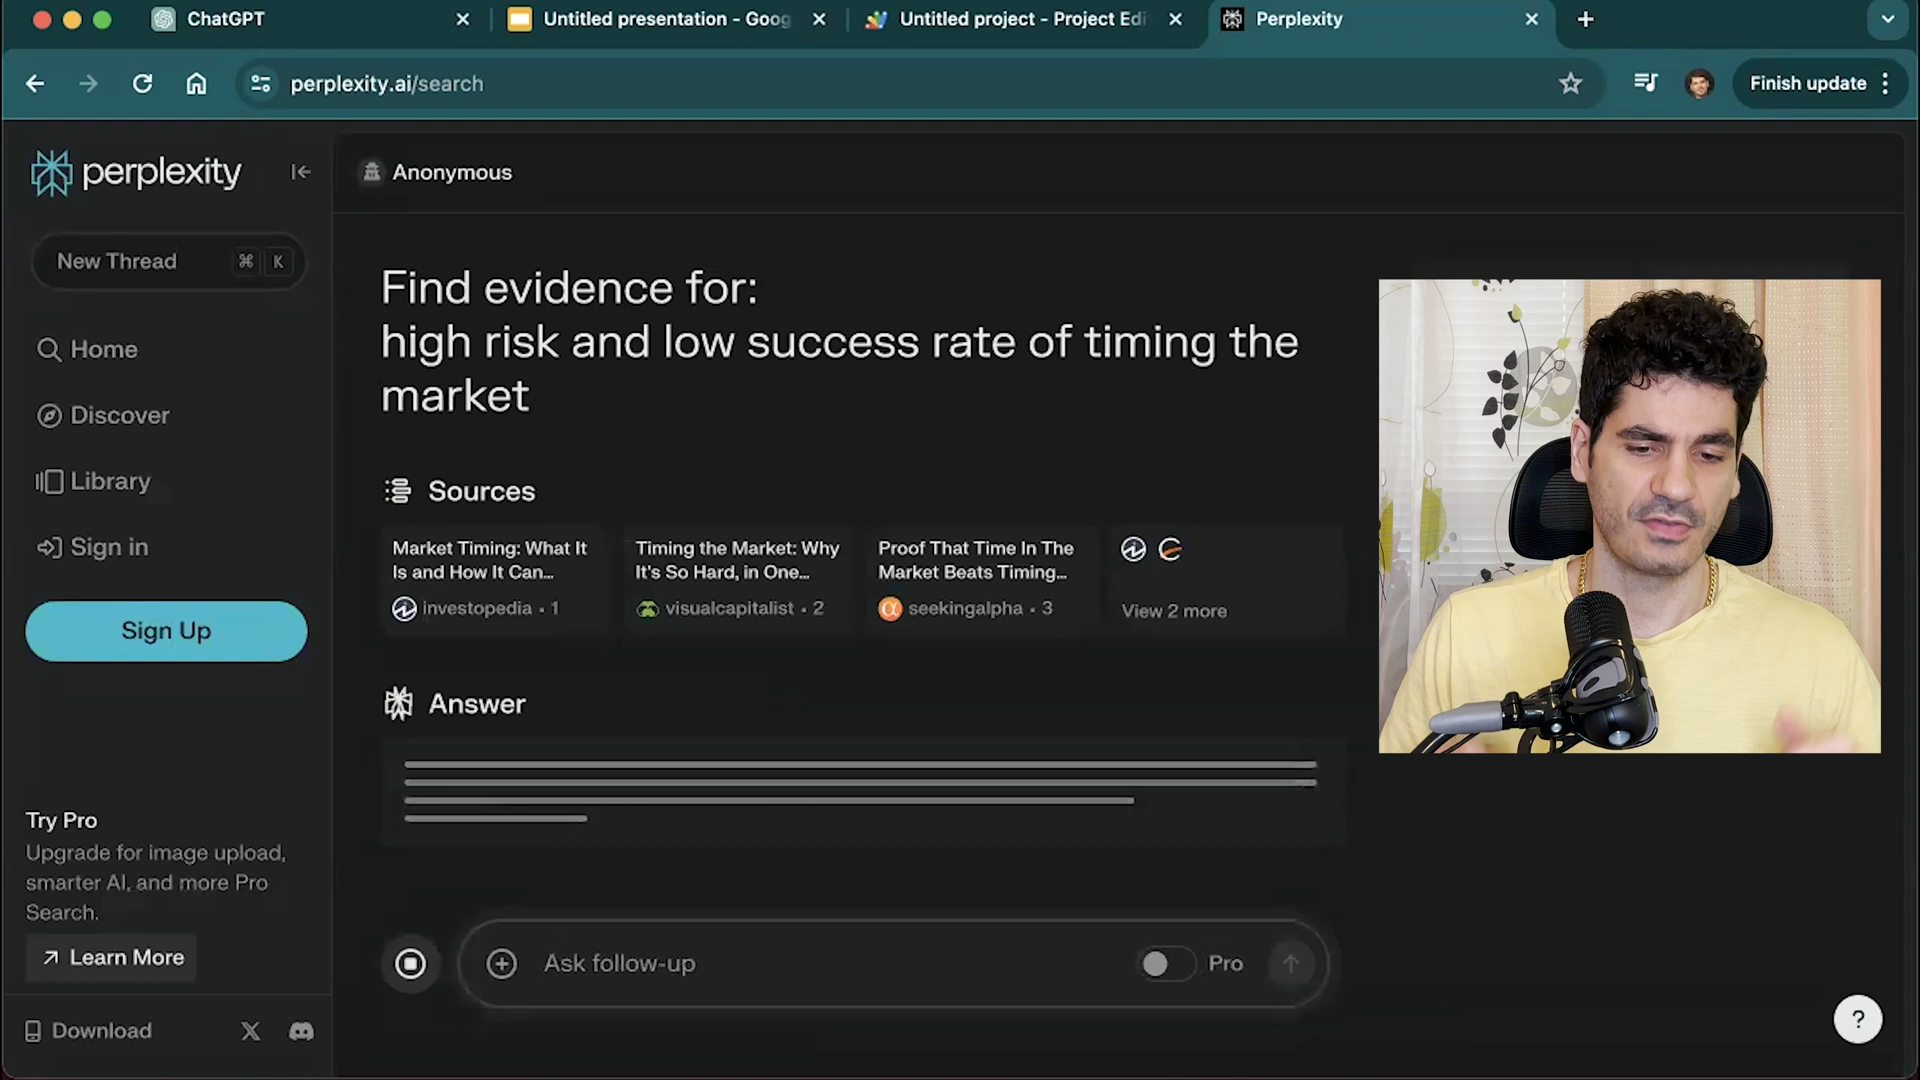 ChatGPT
Untitled presentation - Goog
Untitled project - Project Edi
Perplexity
perplexity.ai/search
Finish update
perplexity
Anonymous
New Thread ⌘ K
Home
Discover
Library
Sign in
Sign Up
Try Pro
Upgrade for image upload,
smarter AI, and more Pro
Search.
Learn More
Download
Find evidence for:
high risk and low success rate of timing the
market
Sources
Market Timing: What It
Is and How It Can...
investopedia · 1
Timing the Market: Why
It's So Hard, in One...
visualcapitalist · 2
Proof That Time In The
Market Beats Timing...
seekingalpha · 3
View 2 more
Answer
Ask follow-up
Pro
?